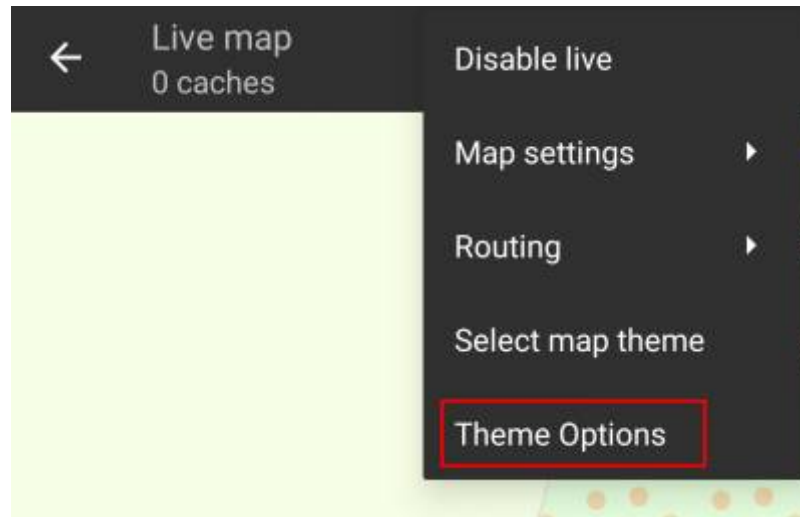 Live map
0 caches
Disable live
Map settings
Routing
Select map theme
Theme Options